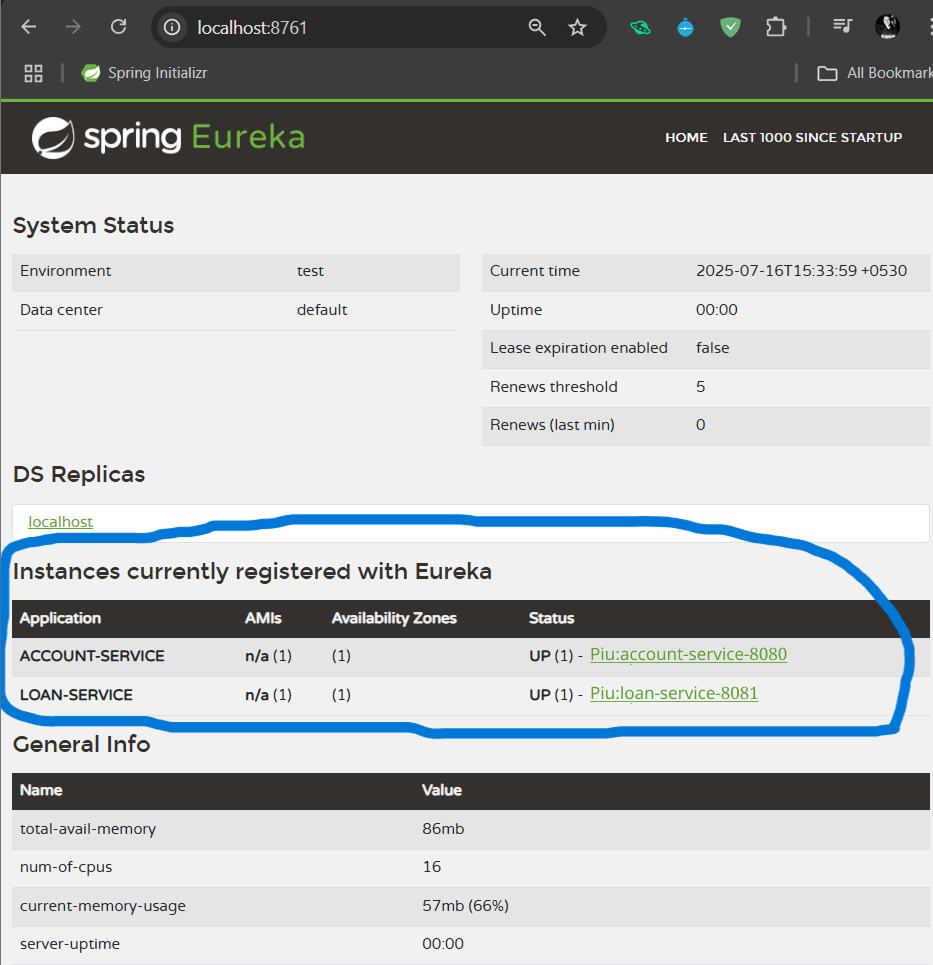 localhost:8761
Spring Initializr
All Bookmark
spring Eureka
HOME LAST 1000 SINCE STARTUP
System Status
Environment test
Data center default
Current time 2025-07-16T15:33:59 +0530
Uptime 00:00
Lease expiration enabled false
Renews threshold 5
Renews (last min) 0
DS Replicas
localhost
Instances currently registered with Eureka
Application AMIs Availability Zones Status
ACCOUNT-SERVICE n/a (1) (1) UP (1) - Piu:account-service-8080
LOAN-SERVICE n/a (1) (1) UP (1) - Piu:loan-service-8081
General Info
Name Value
total-avail-memory 86mb
num-of-cpus 16
current-memory-usage 57mb (66%)
server-uptime 00:00